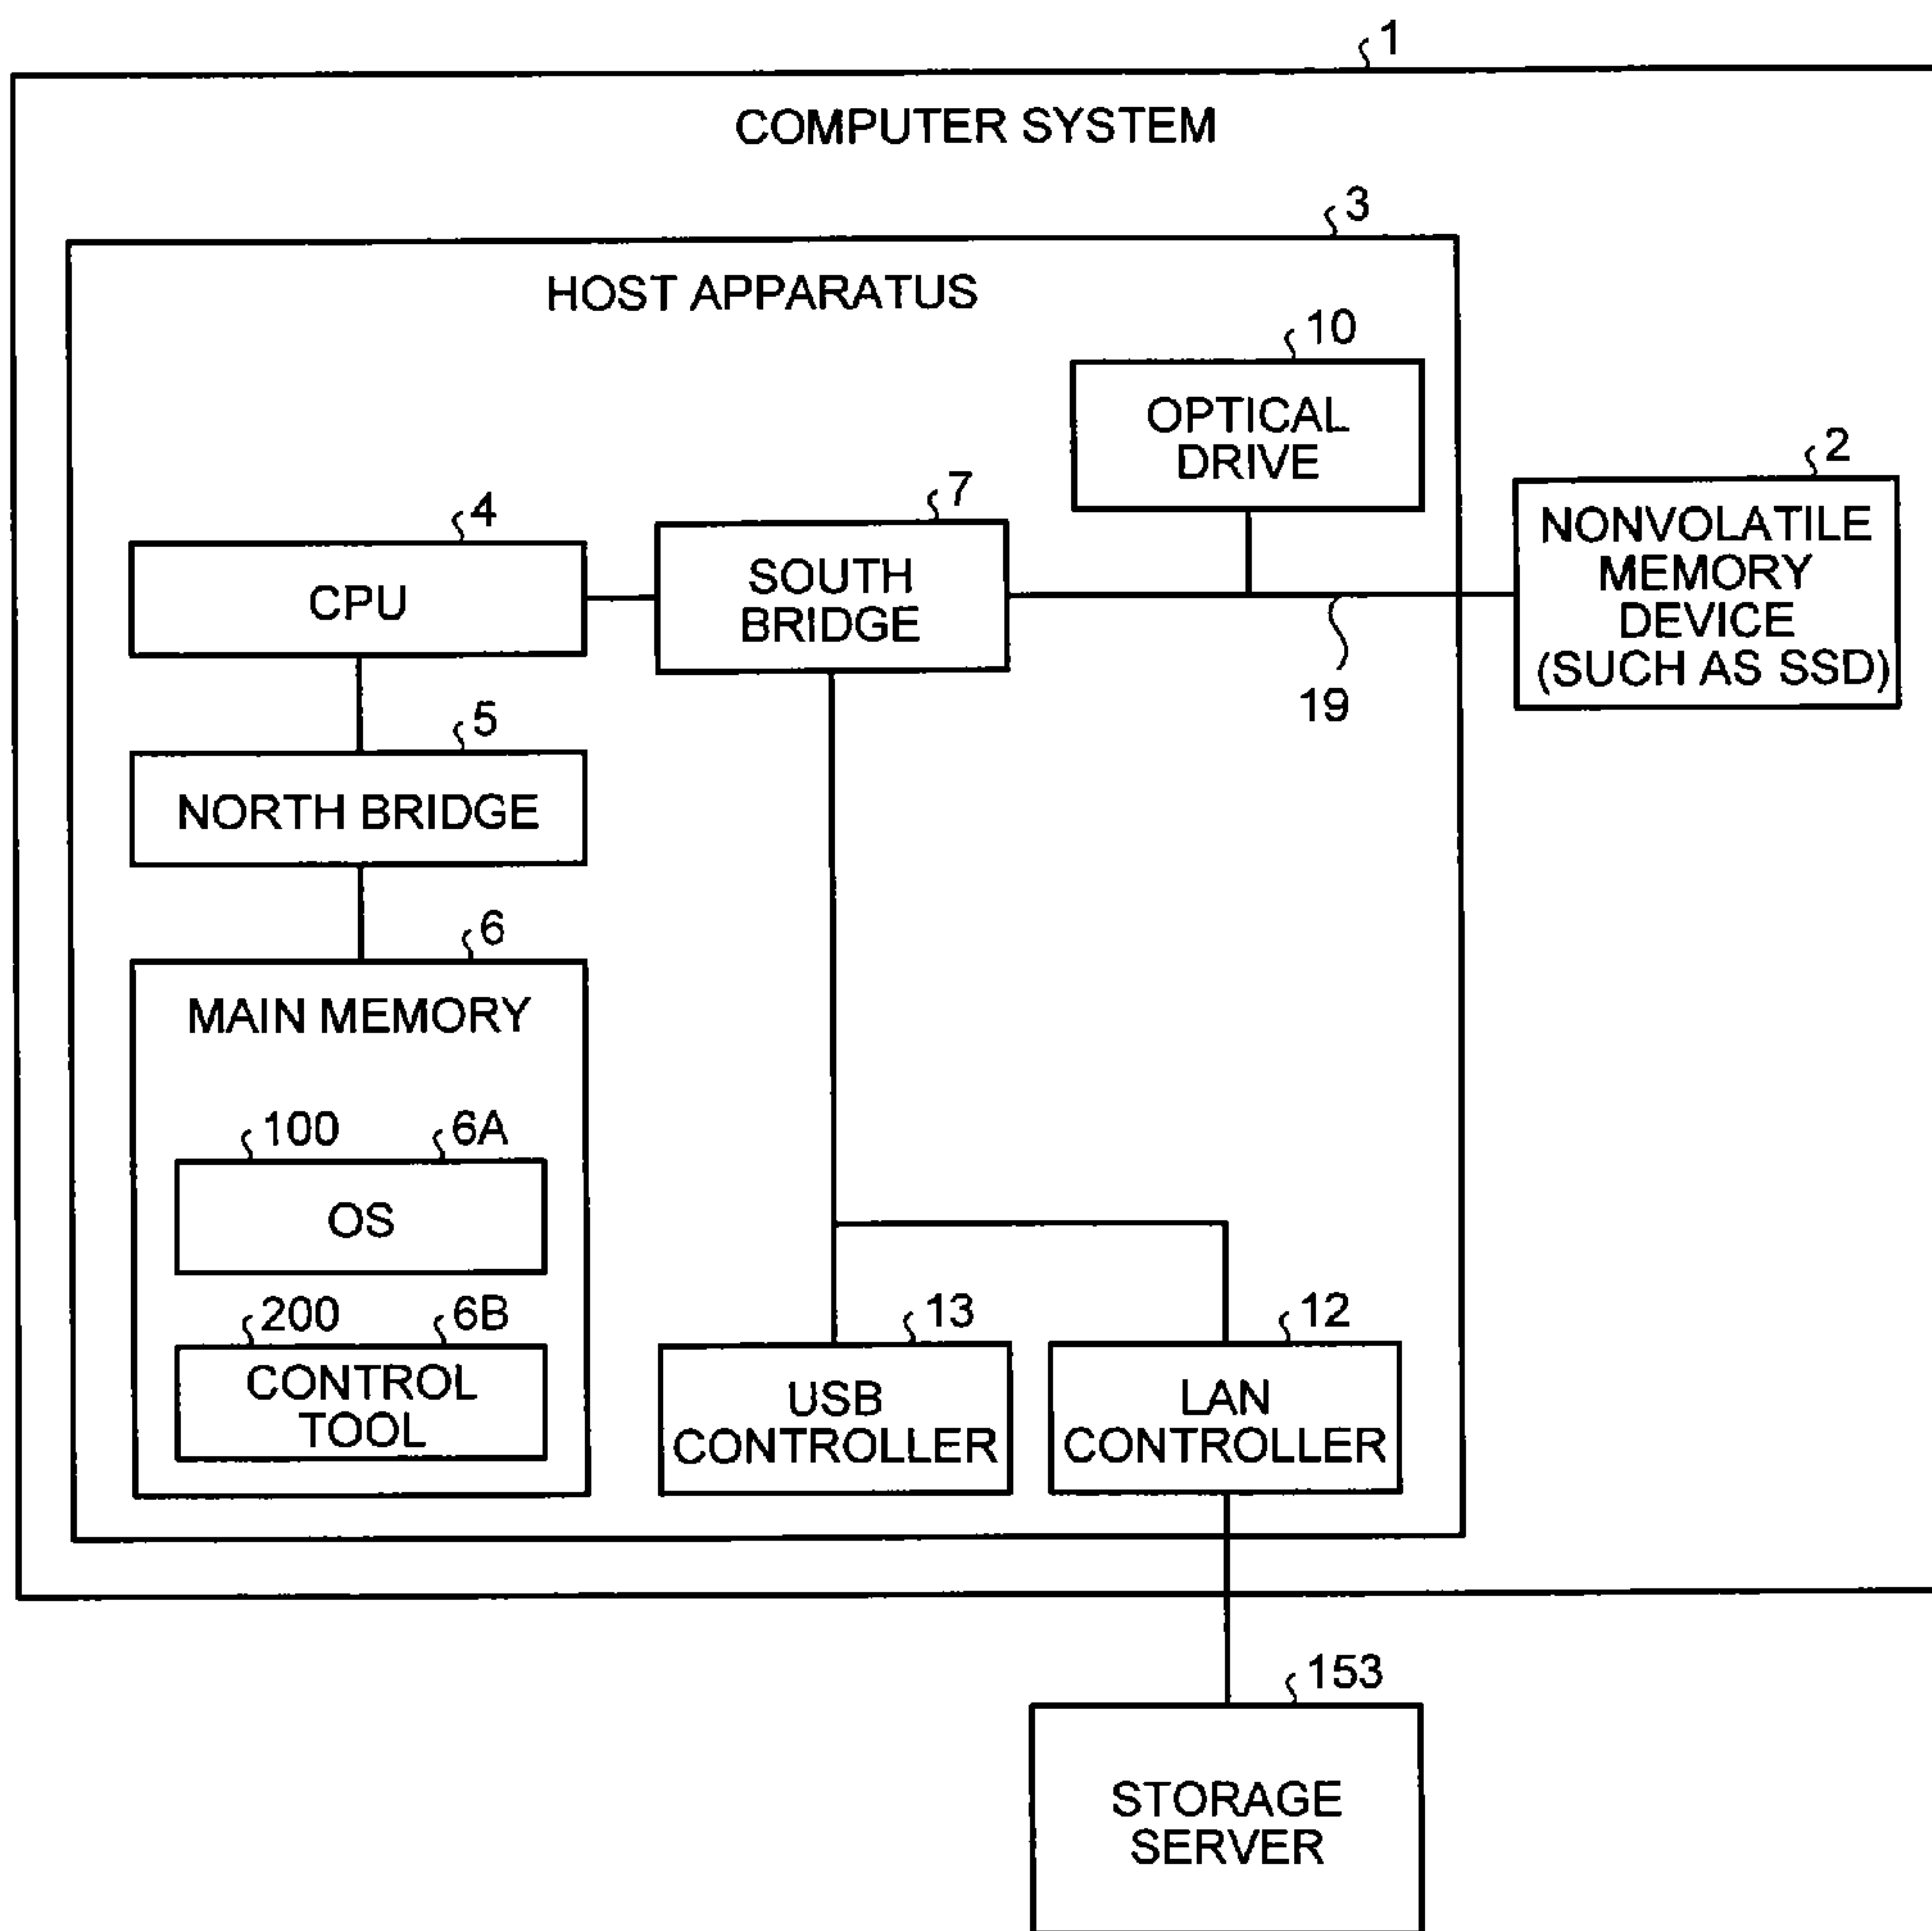 1
COMPUTER SYSTEM
3
HOST APPARATUS
10
OPTICAL
DRIVE
2
NONVOLATILE
MEMORY
DEVICE
(SUCH AS SSD)
7
SOUTH
BRIDGE
4
CPU
19
5
NORTH BRIDGE
6
MAIN MEMORY
100
6A
OS
200
6B
CONTROL
TOOL
13
USB
CONTROLLER
12
LAN
CONTROLLER
153
STORAGE
SERVER